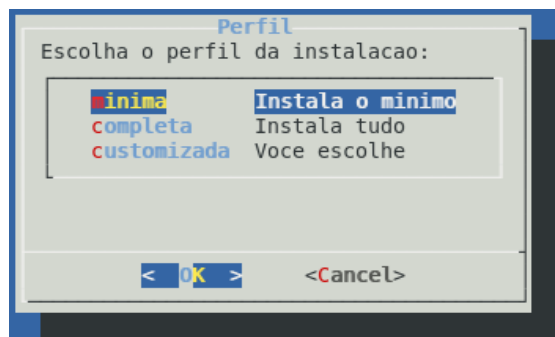 Perfil
Escolha o perfil da instalacao:
minima Instala o minimo
completa Instala tudo
customizada Voce escolhe
< OK > <Cancel>